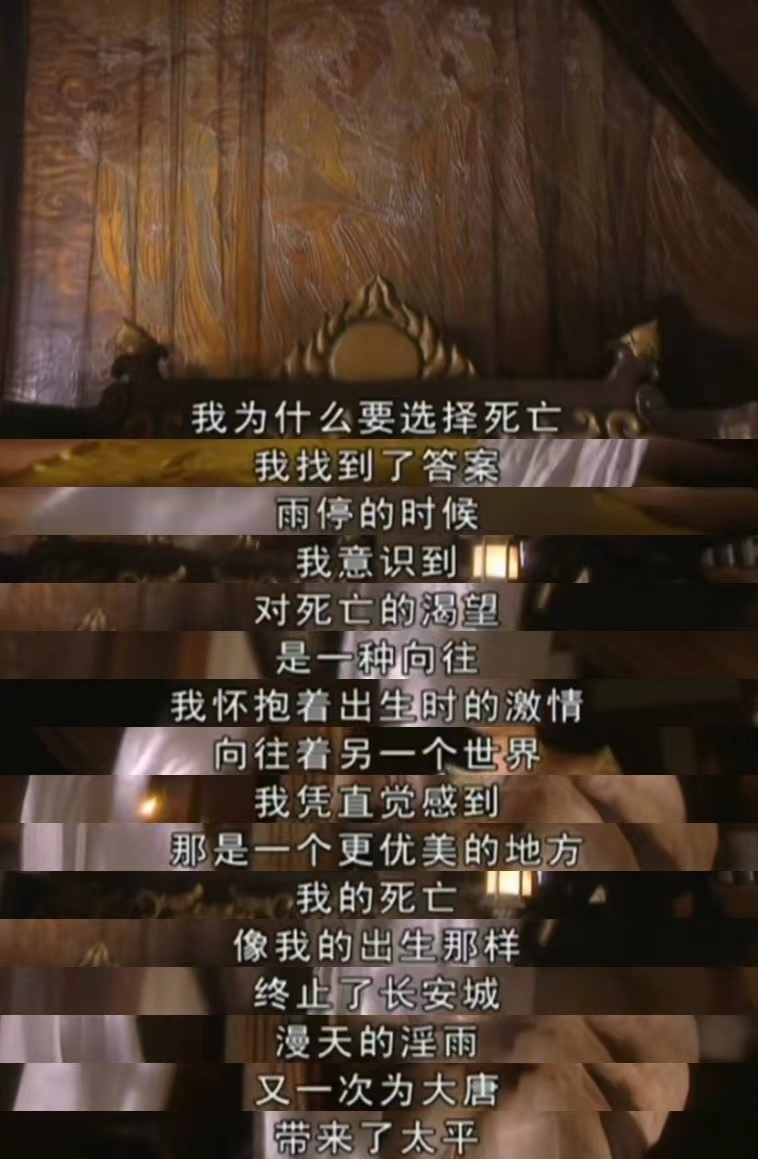 我为什么要选择死亡
我找到了答案
雨停的时候
我意识到
对死亡的渴望
是一种向往
我怀抱着出生时的激情
向往着另一个世界
我凭直觉感到
那是一个更优美的地方
我的死亡
像我的出生那样
终止了长安城
漫天的淫雨
又一次为大唐
带来了太平